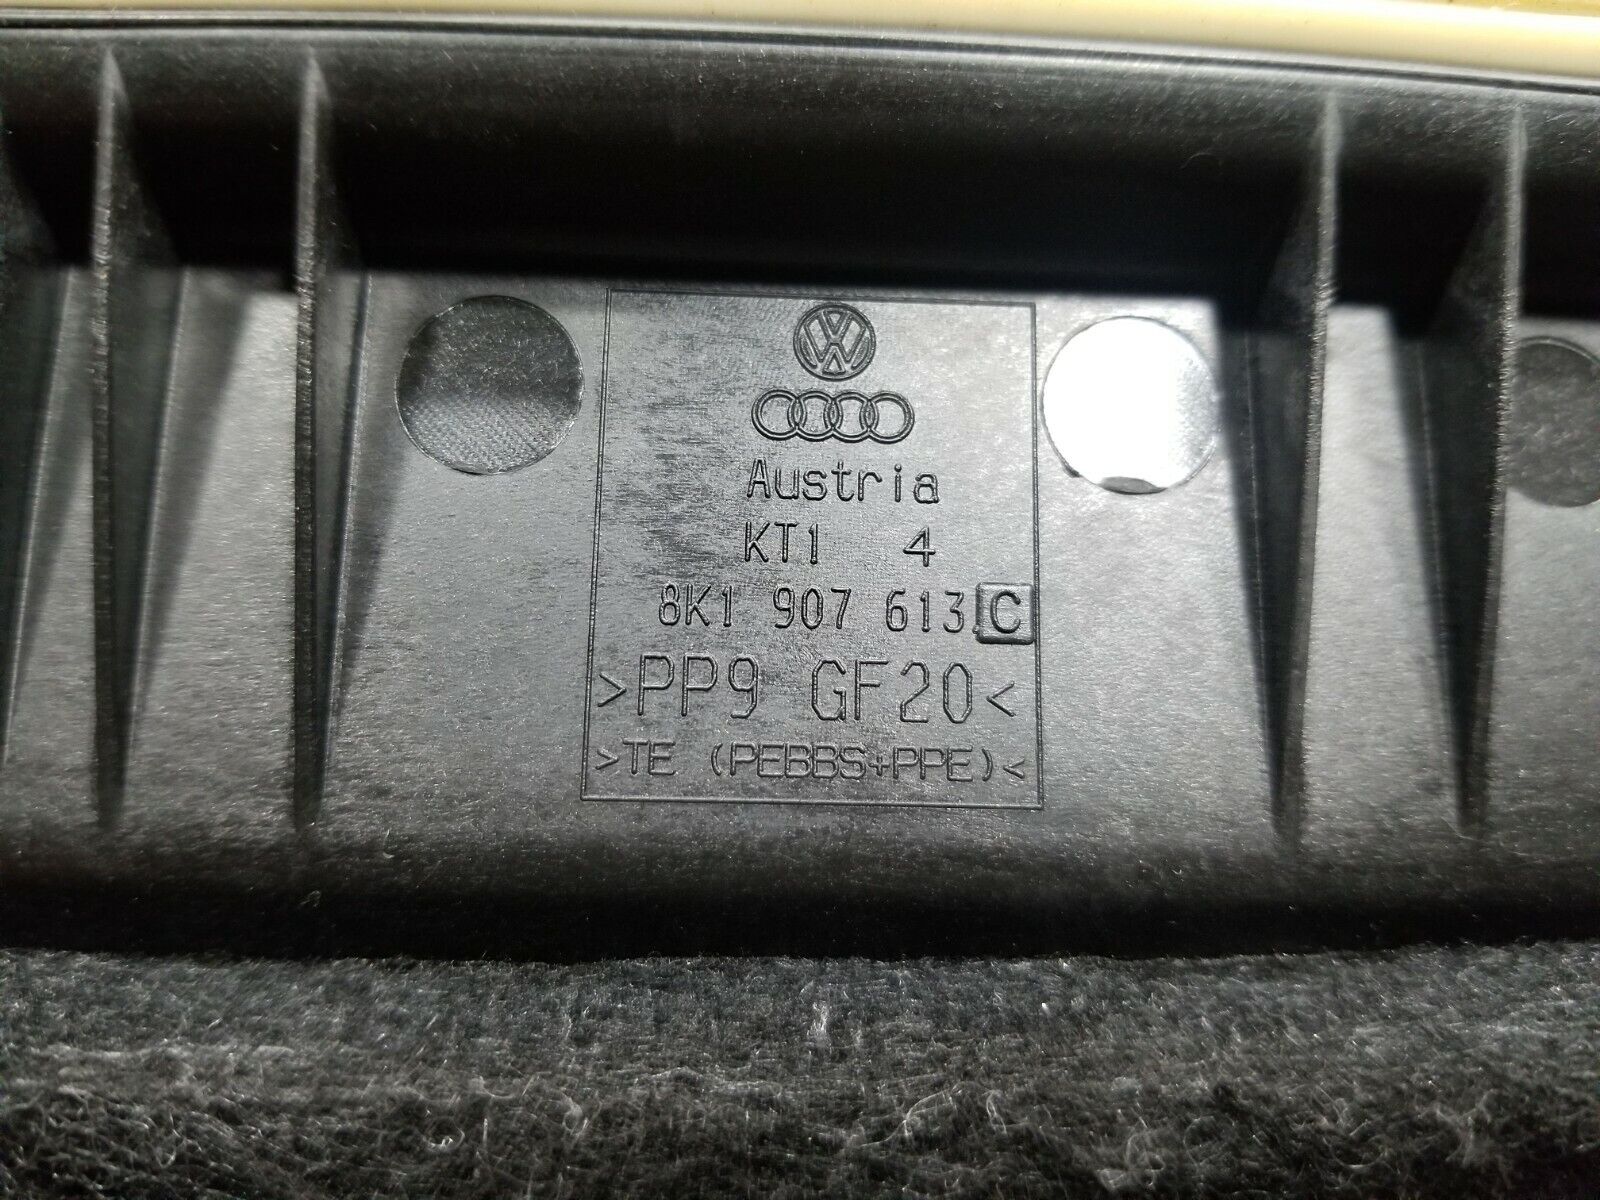 Austria
KT1 4
8K1 907 613 C
>PP9 GF20<
>TE (PEBBS+PPE)<